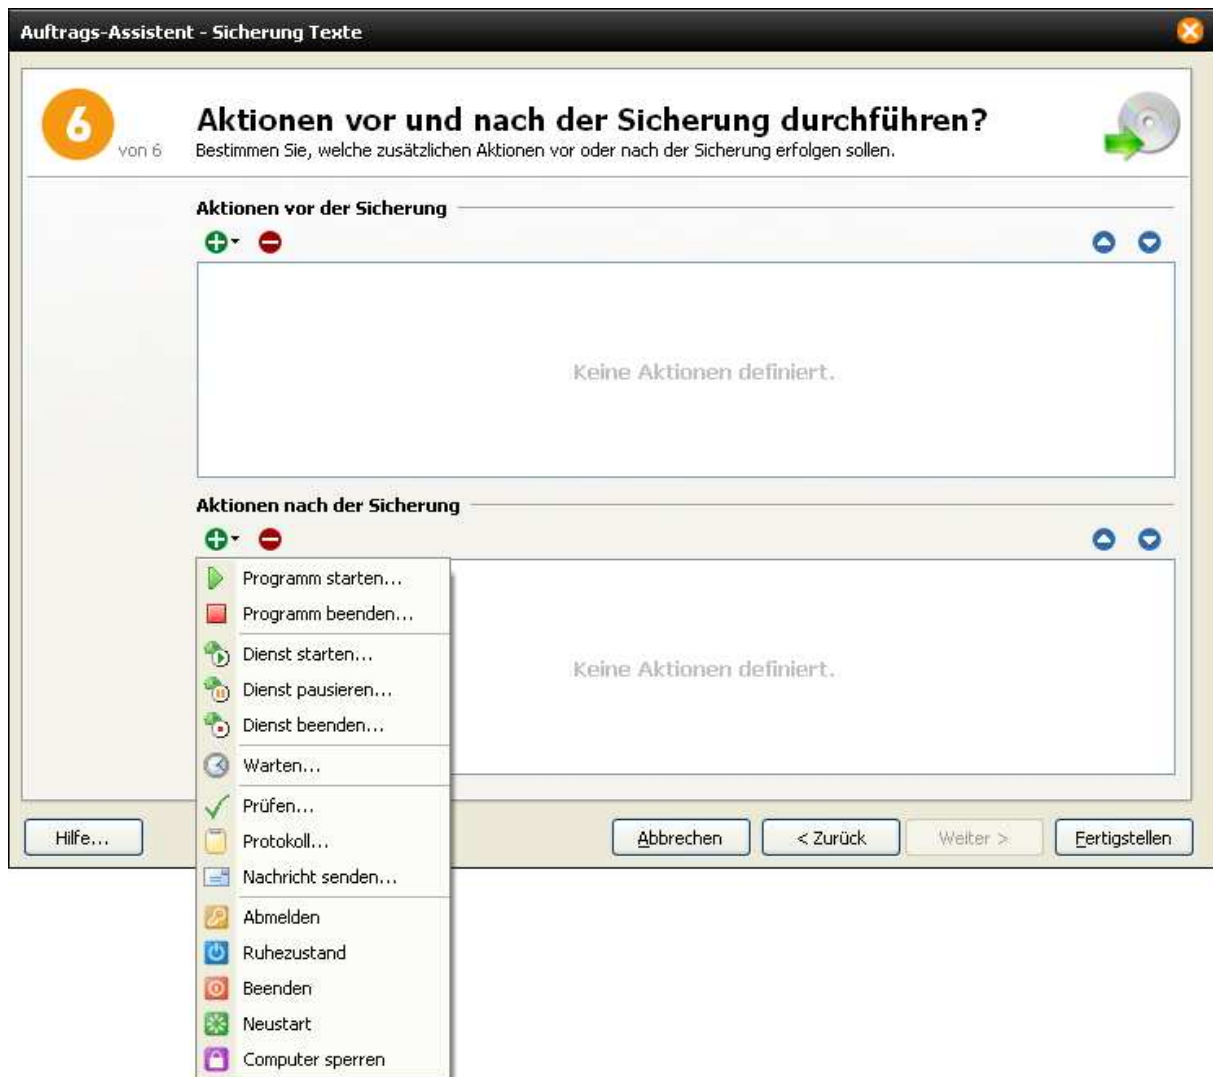 Auftrags-Assistent - Sicherung Texte
6
von 6
Aktionen vor und nach der Sicherung durchführen?
Bestimmen Sie, welche zusätzlichen Aktionen vor oder nach der Sicherung erfolgen sollen.
Aktionen vor der Sicherung
Keine Aktionen definiert.
Aktionen nach der Sicherung
Programm starten...
Programm beenden...
Dienst starten...
Dienst pausieren...
Dienst beenden...
Warten...
Prüfen...
Protokoll...
Nachricht senden...
Abmelden
Ruhezustand
Beenden
Neustart
Computer sperren
Keine Aktionen definiert.
Hilfe...
Abbrechen
< Zurück
Weiter >
Fertigstellen